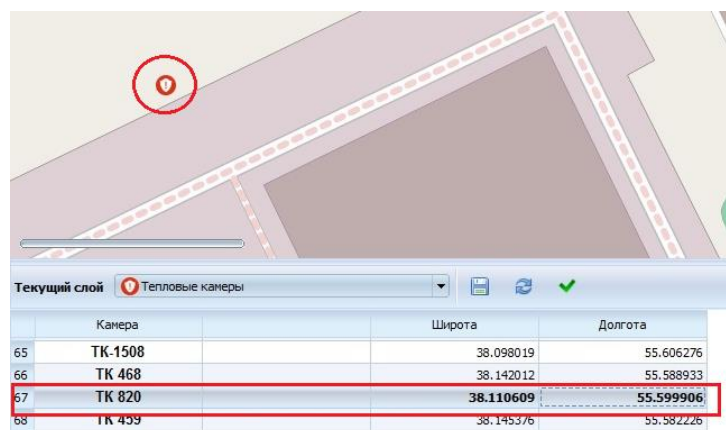 Текущий слой Тепловые камеры
Камера Широта Долгота
65 ТК-1508 38.098019 55.606276
66 ТК 468 38.142012 55.588933
67 ТК 820 38.110609 55.599906
68 ТК 459 38.145376 55.582226